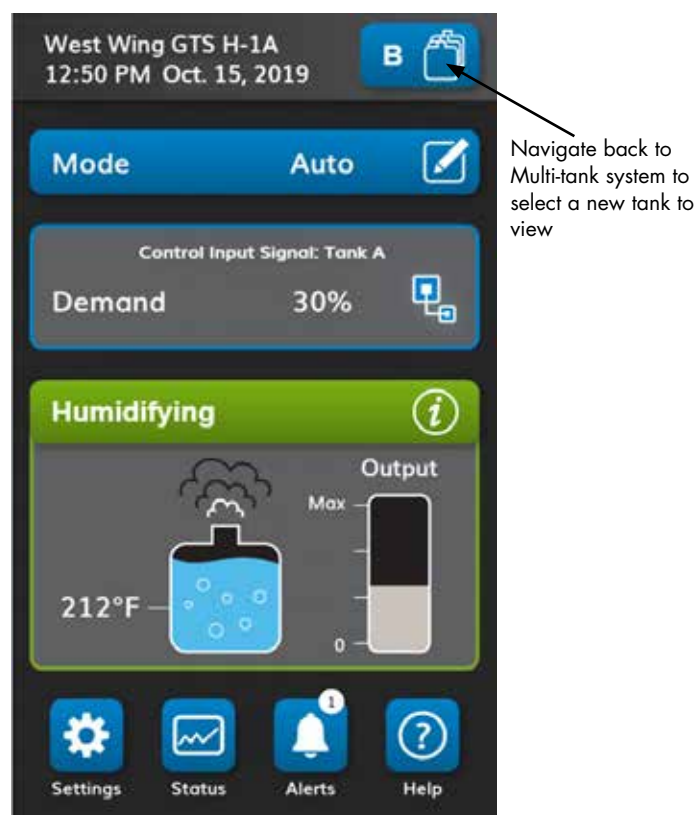 West Wing GTS H-1A
12:50 PM Oct. 15, 2019
B
Navigate back to
Multi-tank system to
select a new tank to
view
Mode Auto
Control Input Signal: Tank A
Demand 30%
Humidifying i
Output
Max
212°F
0
1
?
Settings Status Alerts Help